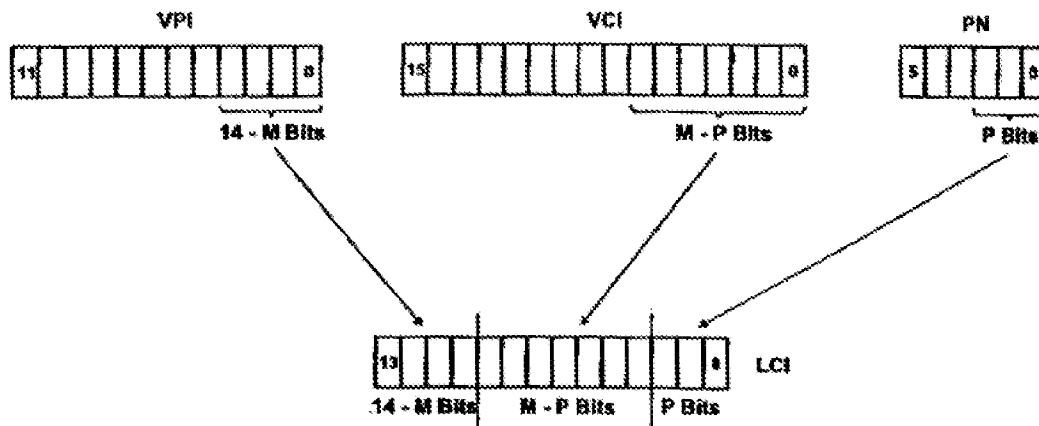 VPI VCI PN
11 0 15 0 5 0
14 - M Bits M - P Bits P Bits
13 0 LCI
14 - M Bits M - P Bits P Bits